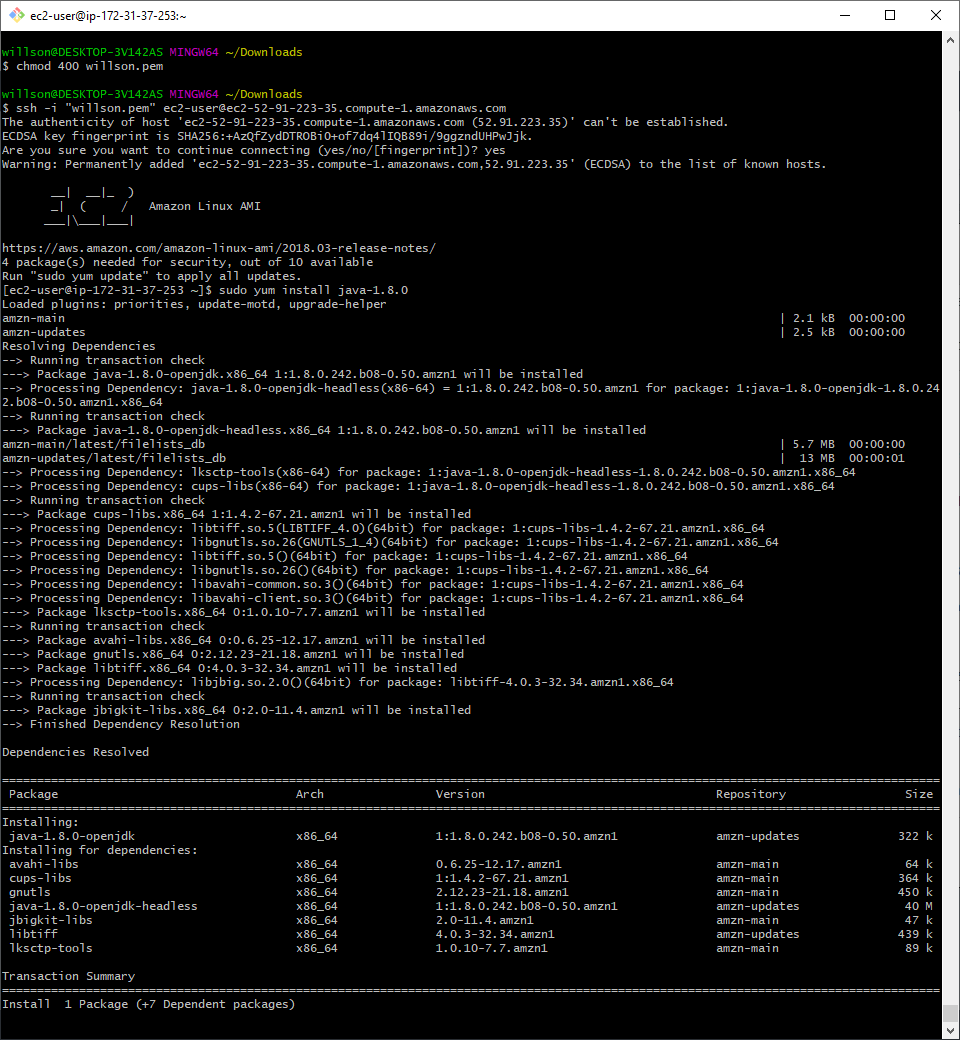 ec2-user@ip-172-31-37-253:~
willson@DESKTOP-3V142AS MINGW64 ~/Downloads
$ chmod 400 willson.pem
willson@DESKTOP-3V142AS MINGW64 ~/Downloads
$ ssh -i "willson.pem" ec2-user@ec2-52-91-223-35.compute-1.amazonaws.com
The authenticity of host 'ec2-52-91-223-35.compute-1.amazonaws.com (52.91.223.35)' can't be established.
ECDSA key fingerprint is SHA256:+AzQfZydDTROBiO+of7dq4lIQB89i/9ggzndUHPwJjk.
Are you sure you want to continue connecting (yes/no/[fingerprint])? yes
Warning: Permanently added 'ec2-52-91-223-35.compute-1.amazonaws.com,52.91.223.35' (ECDSA) to the list of known hosts.
       __|  __|_  )
       _|  (     /   Amazon Linux AMI
      ___|\___|___|
https://aws.amazon.com/amazon-linux-ami/2018.03-release-notes/
4 package(s) needed for security, out of 10 available
Run "sudo yum update" to apply all updates.
[ec2-user@ip-172-31-37-253 ~]$ sudo yum install java-1.8.0
Loaded plugins: priorities, update-motd, upgrade-helper
amzn-main | 2.1 kB 00:00:00
amzn-updates | 2.5 kB 00:00:00
Resolving Dependencies
--> Running transaction check
---> Package java-1.8.0-openjdk.x86_64 1:1.8.0.242.b08-0.50.amzn1 will be installed
--> Processing Dependency: java-1.8.0-openjdk-headless(x86-64) = 1:1.8.0.242.b08-0.50.amzn1 for package: 1:java-1.8.0-openjdk-1.8.0.24
2.b08-0.50.amzn1.x86_64
--> Running transaction check
---> Package java-1.8.0-openjdk-headless.x86_64 1:1.8.0.242.b08-0.50.amzn1 will be installed
amzn-main/latest/filelists_db | 5.7 MB 00:00:00
amzn-updates/latest/filelists_db | 13 MB 00:00:01
--> Processing Dependency: lksctp-tools(x86-64) for package: 1:java-1.8.0-openjdk-headless-1.8.0.242.b08-0.50.amzn1.x86_64
--> Processing Dependency: cups-libs(x86-64) for package: 1:java-1.8.0-openjdk-headless-1.8.0.242.b08-0.50.amzn1.x86_64
--> Running transaction check
---> Package cups-libs.x86_64 1:1.4.2-67.21.amzn1 will be installed
--> Processing Dependency: libtiff.so.5(LIBTIFF_4.0)(64bit) for package: 1:cups-libs-1.4.2-67.21.amzn1.x86_64
--> Processing Dependency: libgnutls.so.26(GNUTLS_1_4)(64bit) for package: 1:cups-libs-1.4.2-67.21.amzn1.x86_64
--> Processing Dependency: libtiff.so.5()(64bit) for package: 1:cups-libs-1.4.2-67.21.amzn1.x86_64
--> Processing Dependency: libgnutls.so.26()(64bit) for package: 1:cups-libs-1.4.2-67.21.amzn1.x86_64
--> Processing Dependency: libavahi-common.so.3()(64bit) for package: 1:cups-libs-1.4.2-67.21.amzn1.x86_64
--> Processing Dependency: libavahi-client.so.3()(64bit) for package: 1:cups-libs-1.4.2-67.21.amzn1.x86_64
---> Package lksctp-tools.x86_64 0:1.0.10-7.7.amzn1 will be installed
--> Running transaction check
---> Package avahi-libs.x86_64 0:0.6.25-12.17.amzn1 will be installed
---> Package gnutls.x86_64 0:2.12.23-21.18.amzn1 will be installed
---> Package libtiff.x86_64 0:4.0.3-32.34.amzn1 will be installed
--> Processing Dependency: libjbig.so.2.0()(64bit) for package: libtiff-4.0.3-32.34.amzn1.x86_64
--> Running transaction check
---> Package jbigkit-libs.x86_64 0:2.0-11.4.amzn1 will be installed
--> Finished Dependency Resolution
Dependencies Resolved
Package Arch Version Repository Size
Installing:
java-1.8.0-openjdk x86_64 1:1.8.0.242.b08-0.50.amzn1 amzn-updates 322 k
Installing for dependencies:
avahi-libs x86_64 0.6.25-12.17.amzn1 amzn-main 64 k
cups-libs x86_64 1:1.4.2-67.21.amzn1 amzn-main 364 k
gnutls x86_64 2.12.23-21.18.amzn1 amzn-main 450 k
java-1.8.0-openjdk-headless x86_64 1:1.8.0.242.b08-0.50.amzn1 amzn-updates 40 M
jbigkit-libs x86_64 2.0-11.4.amzn1 amzn-main 47 k
libtiff x86_64 4.0.3-32.34.amzn1 amzn-updates 439 k
lksctp-tools x86_64 1.0.10-7.7.amzn1 amzn-main 89 k
Transaction Summary
Install 1 Package (+7 Dependent packages)